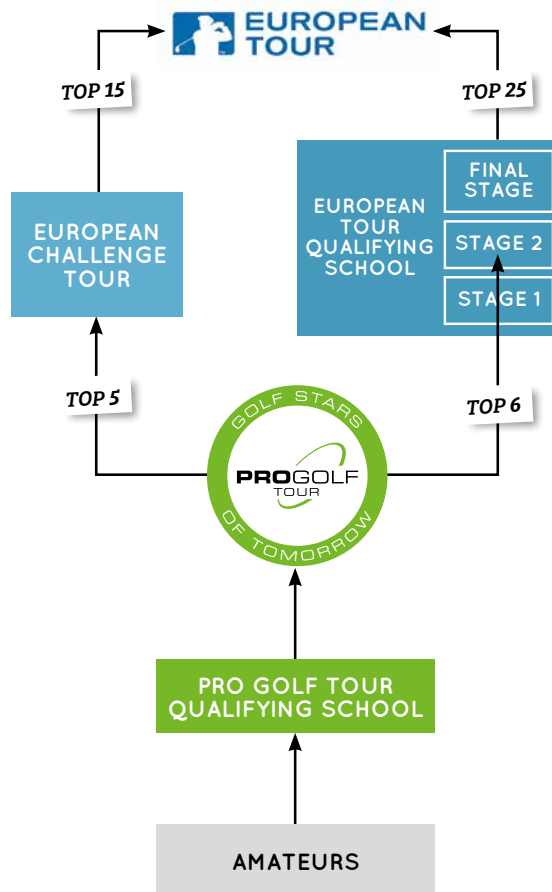 EUROPEAN
TOUR
TOP 15
TOP 25
EUROPEAN
CHALLENGE
TOUR
EUROPEAN
TOUR
QUALIFYING
SCHOOL
FINAL
STAGE
STAGE 2
STAGE 1
TOP 5
TOP 6
GOLF STARS
PROGOLF
TOUR
OF TOMORROW
PRO GOLF TOUR
QUALIFYING SCHOOL
AMATEURS